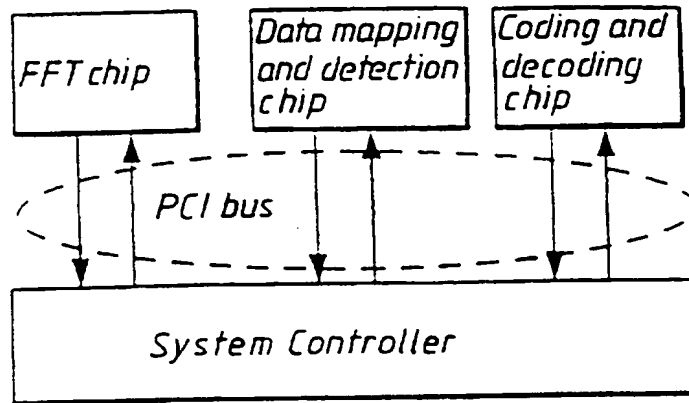 FFT chip
Data mapping
and detection
chip
Coding and
decoding
chip
PCI bus
System Controller